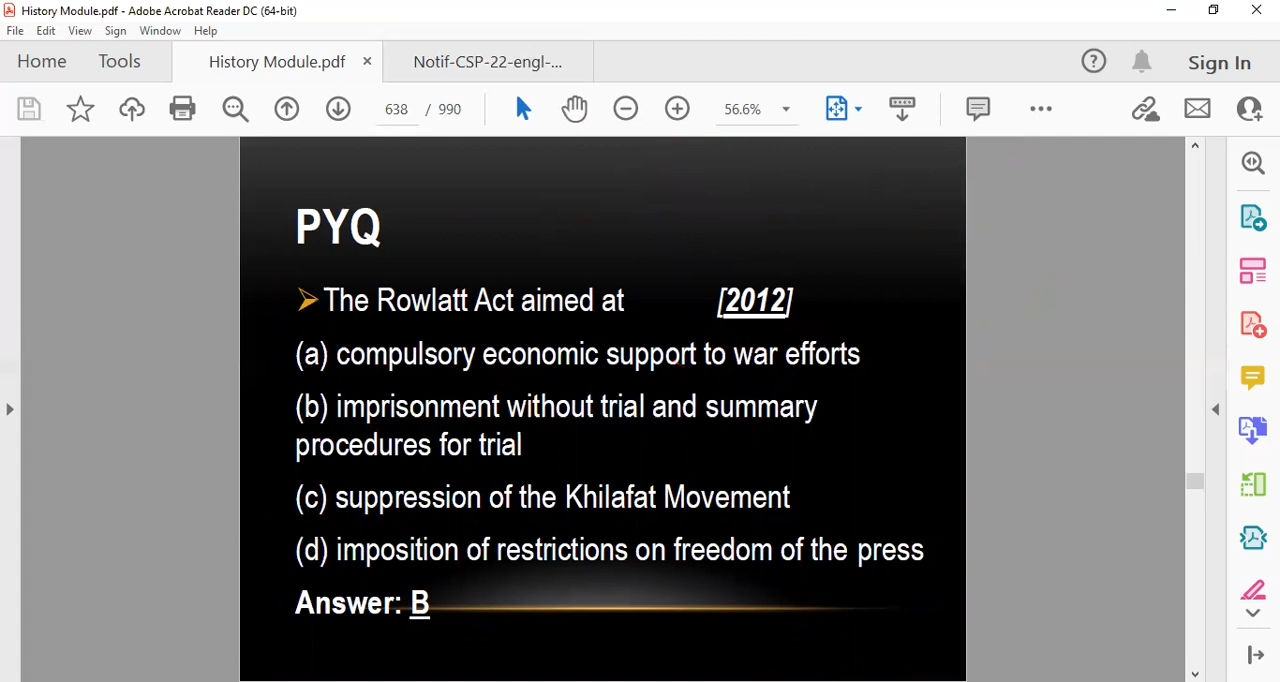 History Module.pdf - Adobe Acrobat Reader DC (64-bit)
File Edit View Sign Window Help
Home Tools History Module.pdf × Notif-CSP-22-engl-... Sign In
638 / 990 56.6%
PYQ
The Rowlatt Act aimed at [2012]
(a) compulsory economic support to war efforts
(b) imprisonment without trial and summary
procedures for trial
(c) suppression of the Khilafat Movement
(d) imposition of restrictions on freedom of the press
Answer: B